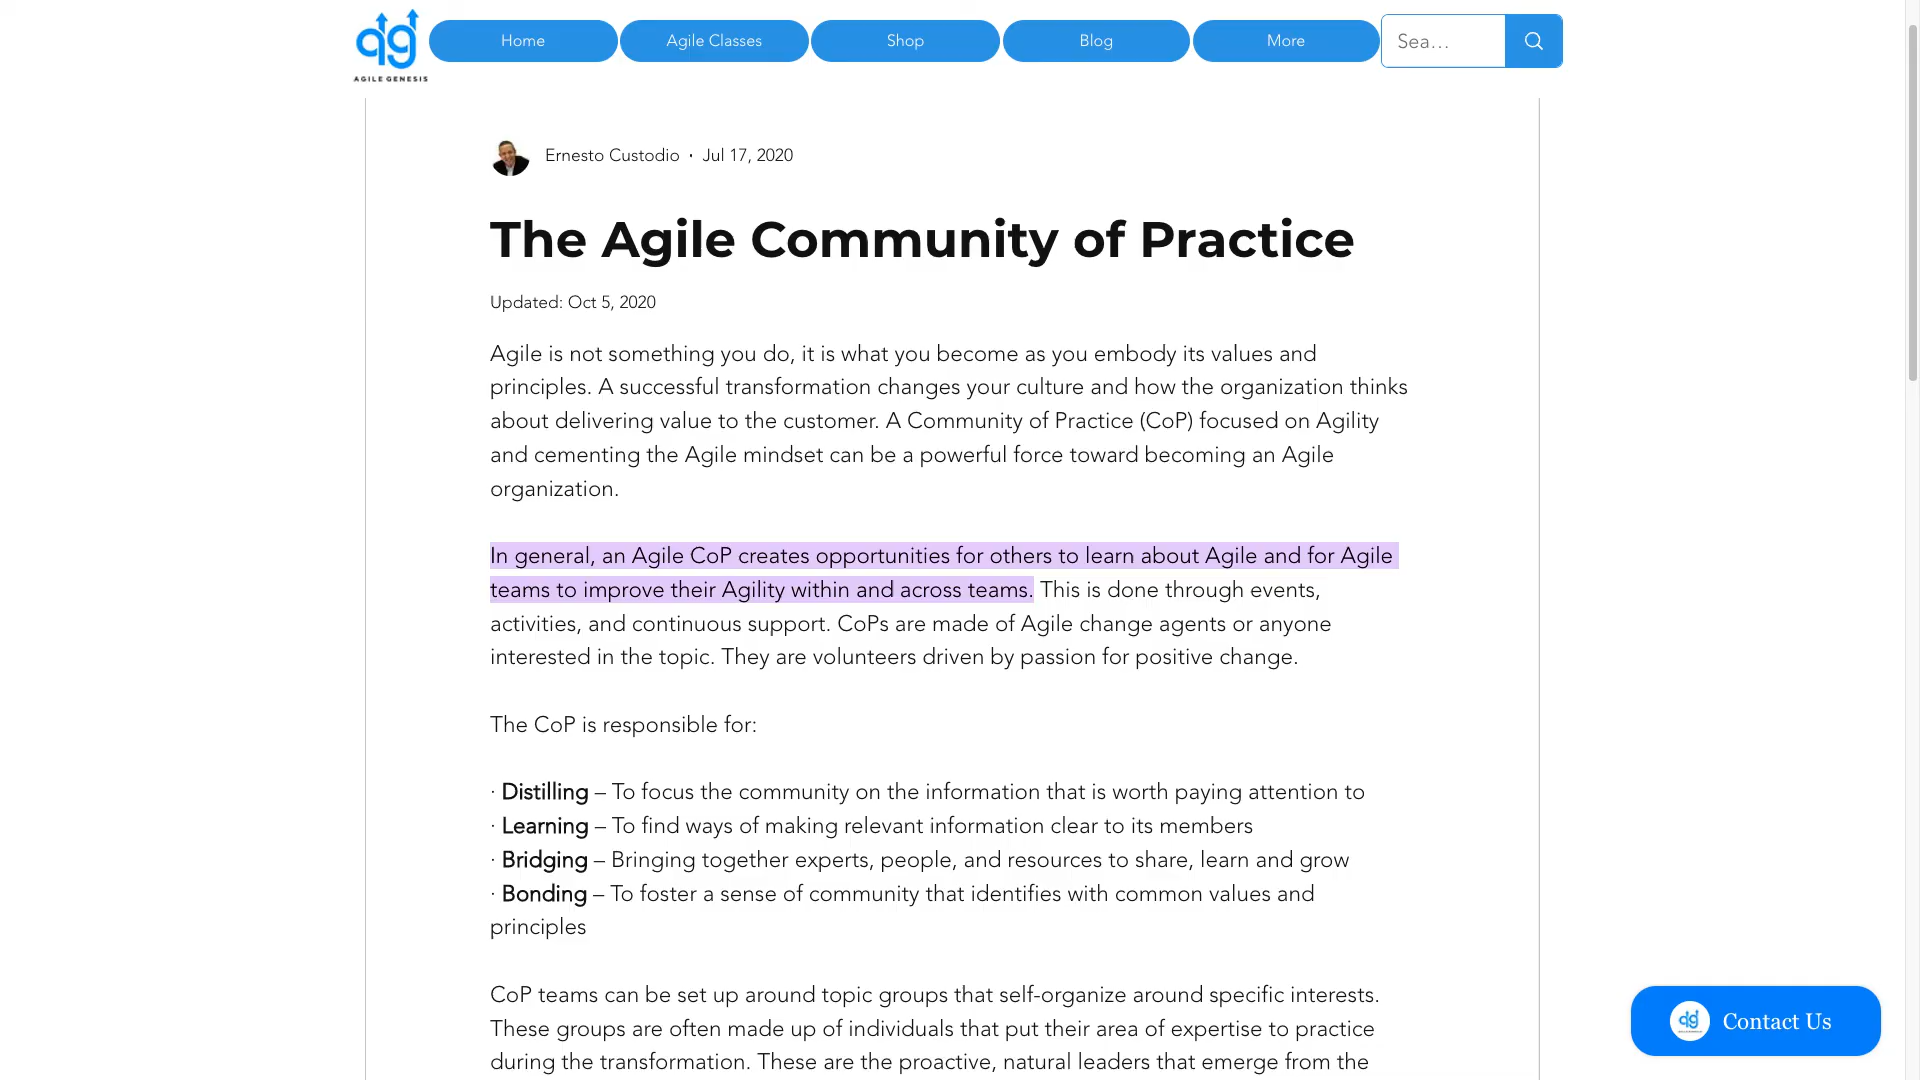 AGILE GENESIS
Home
Agile Classes
Shop
Blog
More
Sea...
Ernesto Custodio · Jul 17, 2020
The Agile Community of Practice
Updated: Oct 5, 2020
Agile is not something you do, it is what you become as you embody its values and
principles. A successful transformation changes your culture and how the organization thinks
about delivering value to the customer. A Community of Practice (CoP) focused on Agility
and cementing the Agile mindset can be a powerful force toward becoming an Agile
organization.
In general, an Agile CoP creates opportunities for others to learn about Agile and for Agile
teams to improve their Agility within and across teams. This is done through events,
activities, and continuous support. CoPs are made of Agile change agents or anyone
interested in the topic. They are volunteers driven by passion for positive change.
The CoP is responsible for:
· Distilling – To focus the community on the information that is worth paying attention to
· Learning – To find ways of making relevant information clear to its members
· Bridging – Bringing together experts, people, and resources to share, learn and grow
· Bonding – To foster a sense of community that identifies with common values and
principles
CoP teams can be set up around topic groups that self-organize around specific interests.
These groups are often made up of individuals that put their area of expertise to practice
during the transformation. These are the proactive, natural leaders that emerge from the
Contact Us